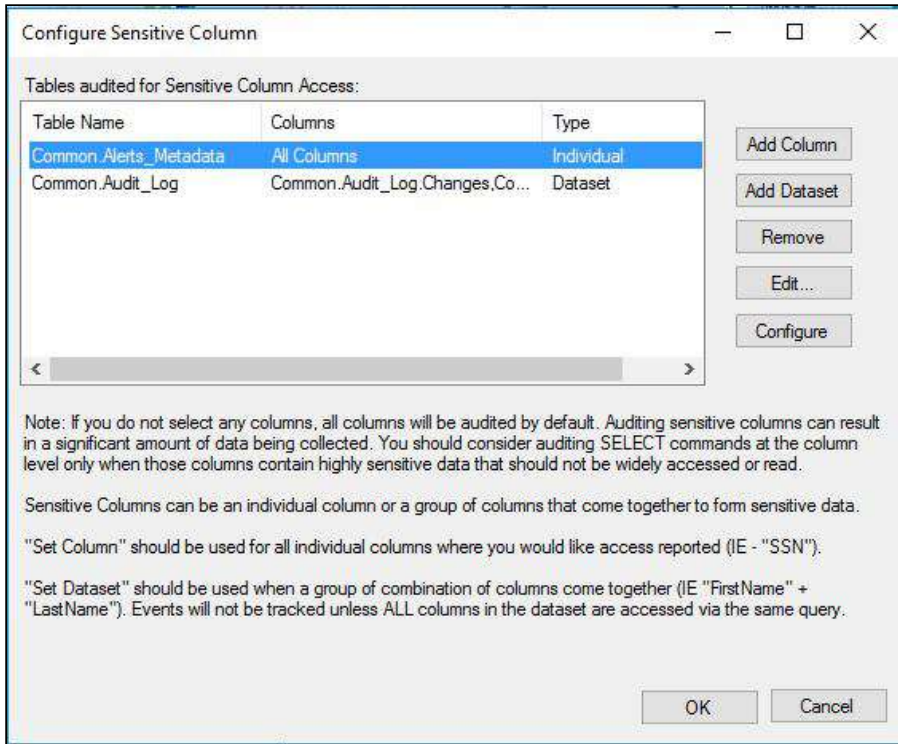 Configure Sensitive Column
Tables audited for Sensitive Column Access:
Table Name Columns Type
Common.Alerts_Metadata All Columns Individual
Common.Audit_Log Common.Audit_Log.Changes,Co... Dataset
Add Column
Add Dataset
Remove
Edit...
Configure
Note: If you do not select any columns, all columns will be audited by default. Auditing sensitive columns can result
in a significant amount of data being collected. You should consider auditing SELECT commands at the column
level only when those columns contain highly sensitive data that should not be widely accessed or read.
Sensitive Columns can be an individual column or a group of columns that come together to form sensitive data.
"Set Column" should be used for all individual columns where you would like access reported (IE - "SSN").
"Set Dataset" should be used when a group of combination of columns come together (IE "FirstName" +
"LastName"). Events will not be tracked unless ALL columns in the dataset are accessed via the same query.
OK Cancel